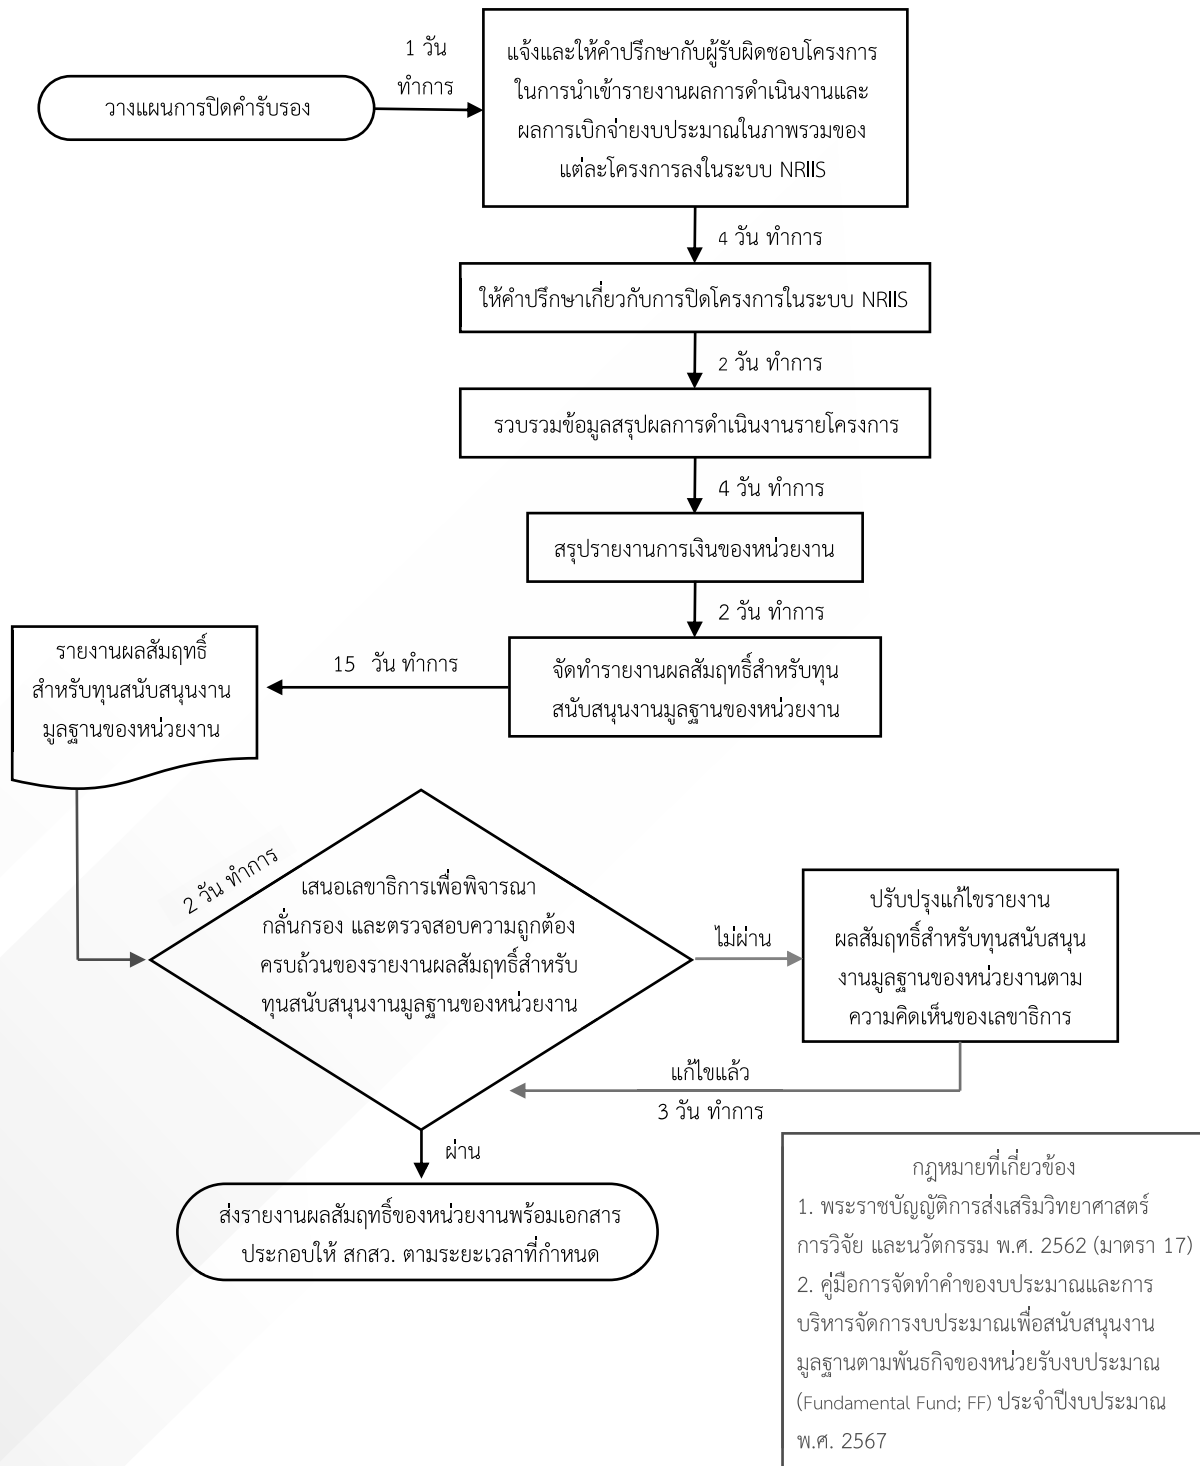 วางแผนการปิดคำรับรอง
1 วัน
ทำการ
แจ้งและให้คำปรึกษากับผู้รับผิดชอบโครงการ
ในการนำเข้ารายงานผลการดำเนินงานและ
ผลการเบิกจ่ายงบประมาณในภาพรวมของ
แต่ละโครงการลงในระบบ NRIIS
4 วัน ทำการ
ให้คำปรึกษาเกี่ยวกับการปิดโครงการในระบบ NRIIS
2 วัน ทำการ
รวบรวมข้อมูลสรุปผลการดำเนินงานรายโครงการ
4 วัน ทำการ
สรุปรายงานการเงินของหน่วยงาน
2 วัน ทำการ
จัดทำรายงานผลสัมฤทธิ์สำหรับทุน
สนับสนุนงานมูลฐานของหน่วยงาน
15 วัน ทำการ
รายงานผลสัมฤทธิ์
สำหรับทุนสนับสนุนงาน
มูลฐานของหน่วยงาน
2 วัน ทำการ
เสนอเลขาธิการเพื่อพิจารณา
กลั่นกรอง และตรวจสอบความถูกต้อง
ครบถ้วนของรายงานผลสัมฤทธิ์สำหรับ
ทุนสนับสนุนงานมูลฐานของหน่วยงาน
ไม่ผ่าน
ปรับปรุงแก้ไขรายงาน
ผลสัมฤทธิ์สำหรับทุนสนับสนุน
งานมูลฐานของหน่วยงานตาม
ความคิดเห็นของเลขาธิการ
แก้ไขแล้ว
3 วัน ทำการ
ผ่าน
ส่งรายงานผลสัมฤทธิ์ของหน่วยงานพร้อมเอกสาร
ประกอบให้ สกสว. ตามระยะเวลาที่กำหนด
กฎหมายที่เกี่ยวข้อง
1. พระราชบัญญัติการส่งเสริมวิทยาศาสตร์
การวิจัย และนวัตกรรม พ.ศ. 2562 (มาตรา 17)
2. คู่มือการจัดทำคำของบประมาณและการ
บริหารจัดการงบประมาณเพื่อสนับสนุนงาน
มูลฐานตามพันธกิจของหน่วยรับงบประมาณ
(Fundamental Fund; FF) ประจำปีงบประมาณ
พ.ศ. 2567